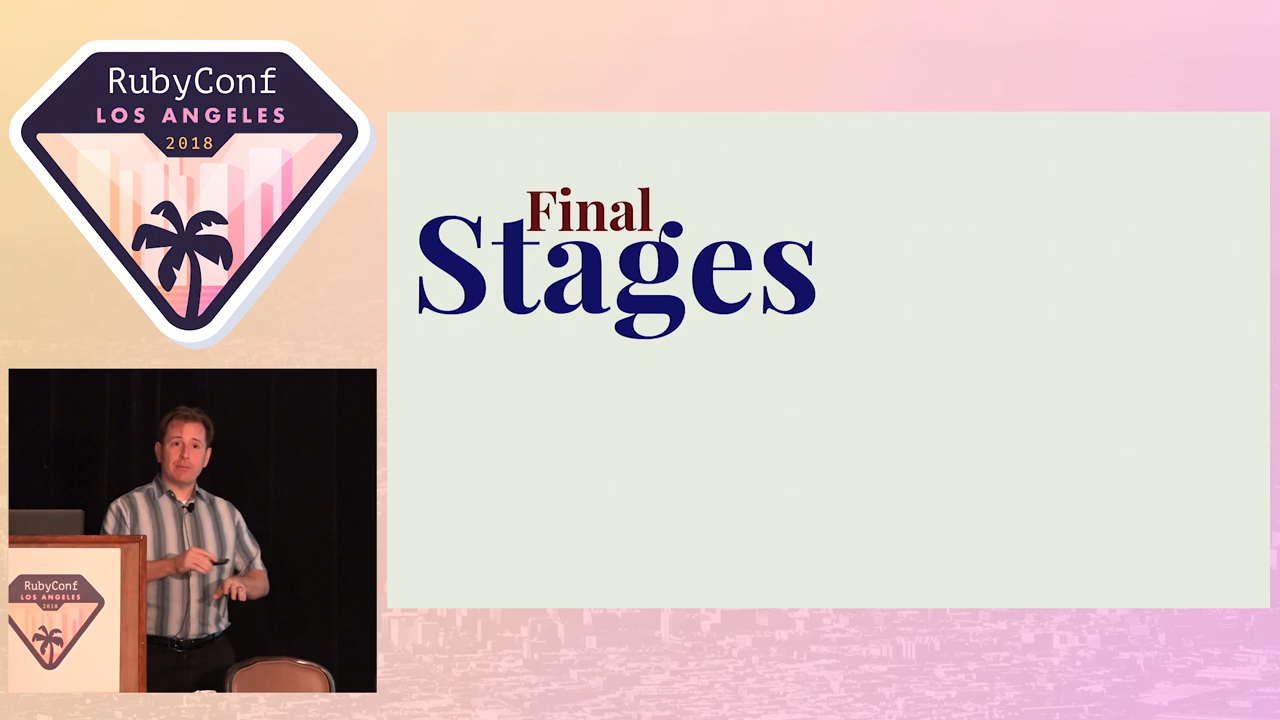 RubyConf
LOS ANGELES
2018
Final
Stages
RubyConf
LOS ANGELES
2018